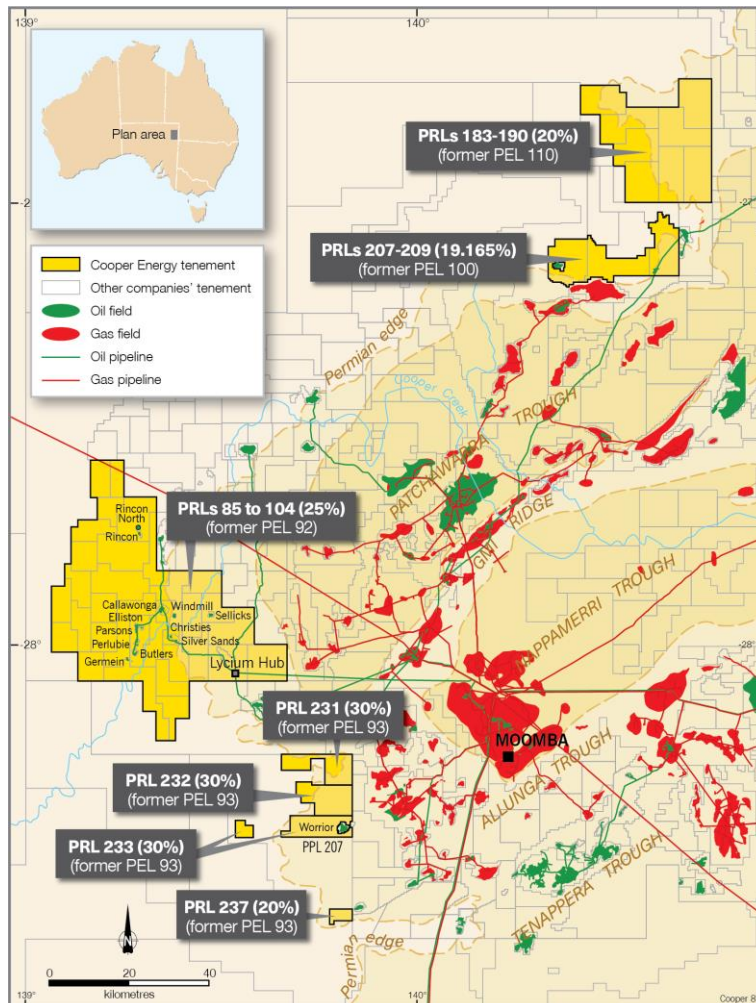 139°
140°
Plan area
PRLs 183-190 (20%)
(former PEL 110)
PRLs 207-209 (19.165%)
(former PEL 100)
Cooper Energy tenement
Other companies' tenement
Oil field
Gas field
Oil pipeline
Gas pipeline
Permian edge
Cooper Creek
PATCHAWARRA TROUGH
GMI RIDGE
NAPPAMERRI TROUGH
PRLs 85 to 104 (25%)
(former PEL 92)
Rincon
North
Rincon
Callawonga
Windmill
Elliston
Sellicks
Parsons
Christies
Perlubie
Silver Sands
Butlers
Germein
Lycium Hub
-28°
-28°
PRL 231 (30%)
(former PEL 93)
MOOMBA
ALLUNGA TROUGH
PRL 232 (30%)
(former PEL 93)
PRL 233 (30%)
(former PEL 93)
Worrior
PPL 207
TENAPPERA TROUGH
PRL 237 (20%)
(former PEL 93)
Permian edge
N
0 20 40
kilometres
139°
140°